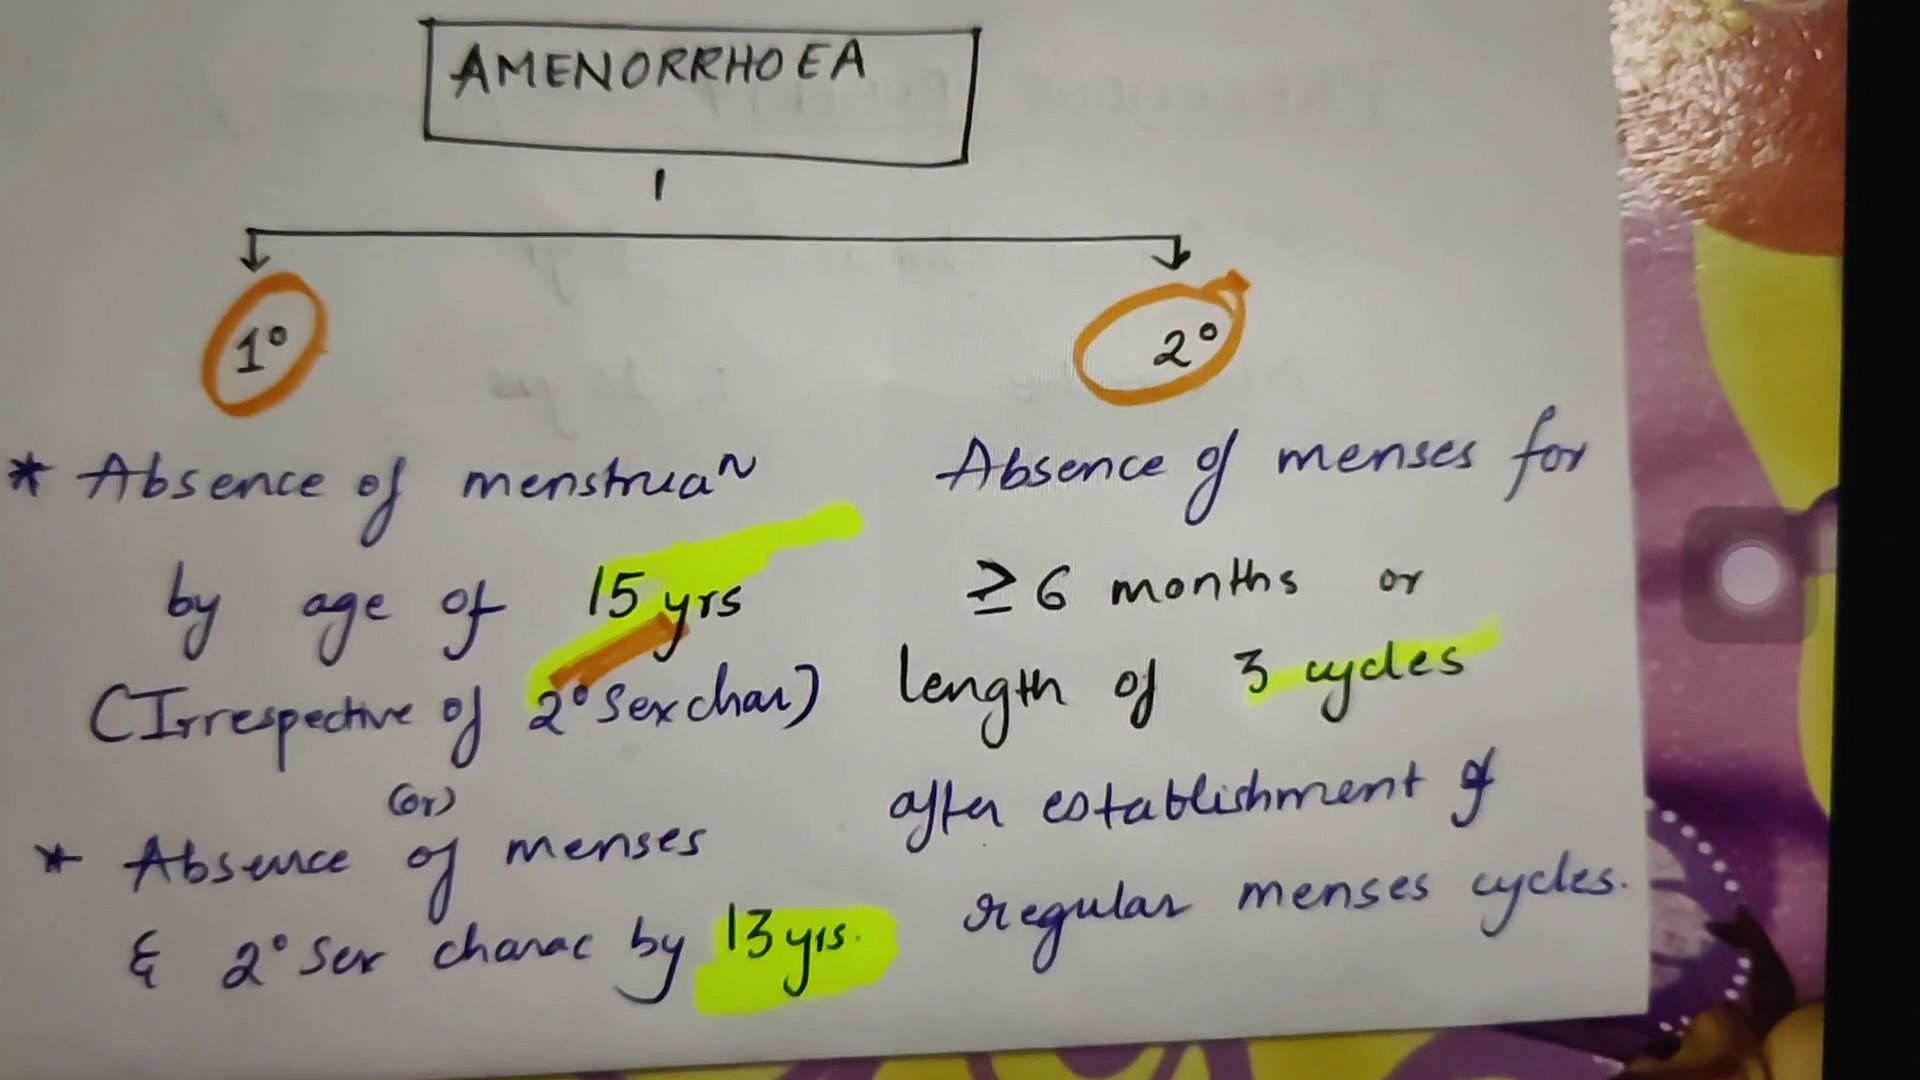 AMENORRHOEA
1°
* Absence of menstruaⁿ
by age of 15 yrs
(Irrespective of 2° Sex char)
(or)
* Absence of menses
& 2° Sex charac by 13 yrs.
2°
Absence of menses for
≥ 6 months or
length of 3 cycles
after establishment of
regular menses cycles.